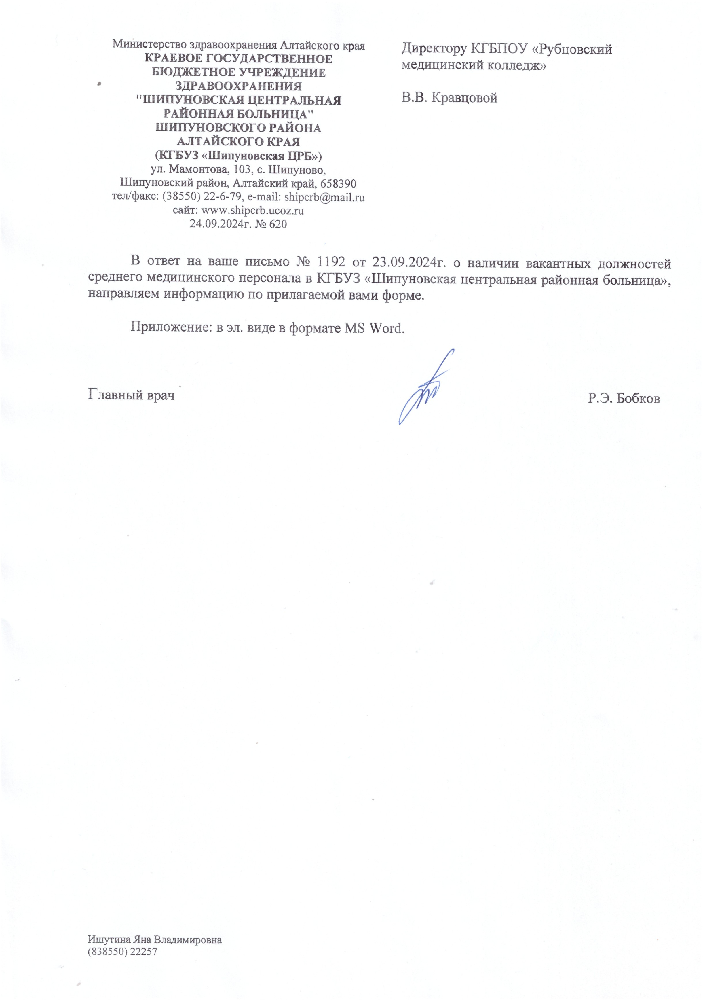 Министерство здравоохранения Алтайского края
КРАЕВОЕ ГОСУДАРСТВЕННОЕ
БЮДЖЕТНОЕ УЧРЕЖДЕНИЕ
ЗДРАВООХРАНЕНИЯ
"ШИПУНОВСКАЯ ЦЕНТРАЛЬНАЯ
РАЙОННАЯ БОЛЬНИЦА"
ШИПУНОВСКОГО РАЙОНА
АЛТАЙСКОГО КРАЯ
(КГБУЗ «Шипуновская ЦРБ»)
ул. Мамонтова, 103, с. Шипуново,
Шипуновский район, Алтайский край, 658390
тел/факс: (38550) 22-6-79, e-mail: shipcrb@mail.ru
сайт: www.shipcrb.ucoz.ru
24.09.2024г. № 620
Директору КГБПОУ «Рубцовский
медицинский колледж»
В.В. Кравцовой
В ответ на ваше письмо № 1192 от 23.09.2024г. о наличии вакантных должностей
среднего медицинского персонала в КГБУЗ «Шипуновская центральная районная больница»,
направляем информацию по прилагаемой вами форме.
Приложение: в эл. виде в формате MS Word.
Главный врач
Р.Э. Бобков
Ишутина Яна Владимировна
(838550) 22257